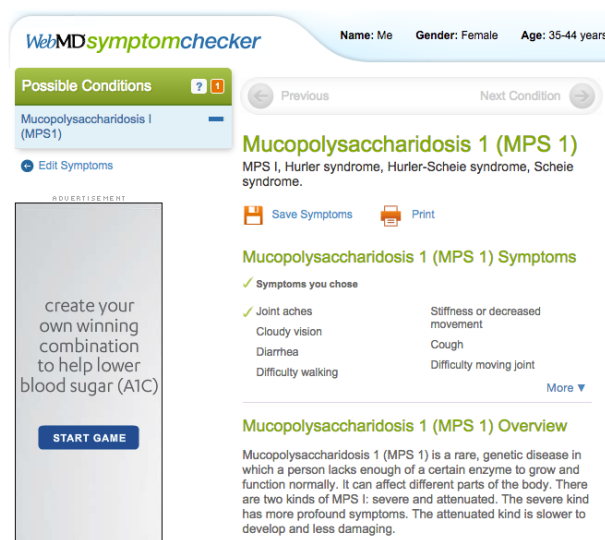 WebMD symptomchecker
Name: Me Gender: Female Age: 35-44 years
Possible Conditions ? 1
Mucopolysaccharidosis I
(MPS1)
Edit Symptoms
ADVERTISEMENT
create your
own winning
combination
to help lower
blood sugar (A1C)
START GAME
Previous Next Condition
Mucopolysaccharidosis 1 (MPS 1)
MPS I, Hurler syndrome, Hurler-Scheie syndrome, Scheie
syndrome.
Save Symptoms Print
Mucopolysaccharidosis 1 (MPS 1) Symptoms
✓ Symptoms you chose
✓ Joint aches
Cloudy vision
Diarrhea
Difficulty walking
Stiffness or decreased
movement
Cough
Difficulty moving joint
More ▼
Mucopolysaccharidosis 1 (MPS 1) Overview
Mucopolysaccharidosis 1 (MPS 1) is a rare, genetic disease in
which a person lacks enough of a certain enzyme to grow and
function normally. It can affect different parts of the body. There
are two kinds of MPS I: severe and attenuated. The severe kind
has more profound symptoms. The attenuated kind is slower to
develop and less damaging.